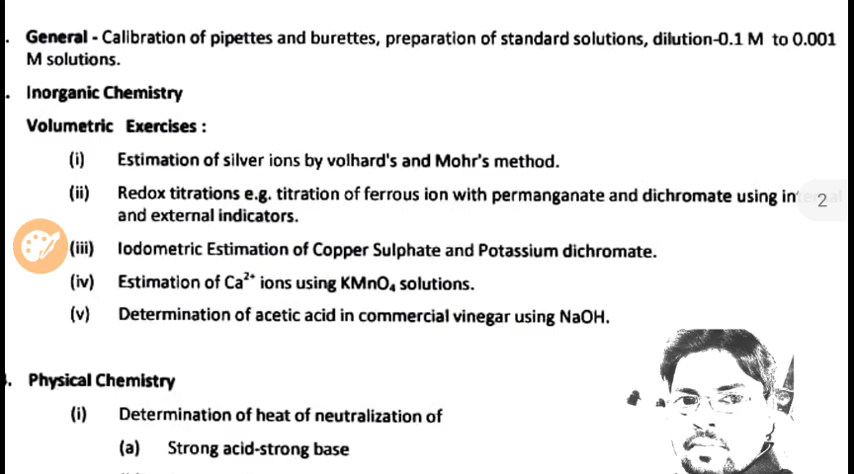 General - Calibration of pipettes and burettes, preparation of standard solutions, dilution-0.1 M to 0.001
M solutions.
Inorganic Chemistry
Volumetric Exercises :
(i) Estimation of silver ions by volhard's and Mohr's method.
(ii) Redox titrations e.g. titration of ferrous ion with permanganate and dichromate using internal
2
and external indicators.
(iii) Iodometric Estimation of Copper Sulphate and Potassium dichromate.
(iv) Estimation of Ca²⁺ ions using KMnO₄ solutions.
(v) Determination of acetic acid in commercial vinegar using NaOH.
Physical Chemistry
(i) Determination of heat of neutralization of
(a) Strong acid-strong base